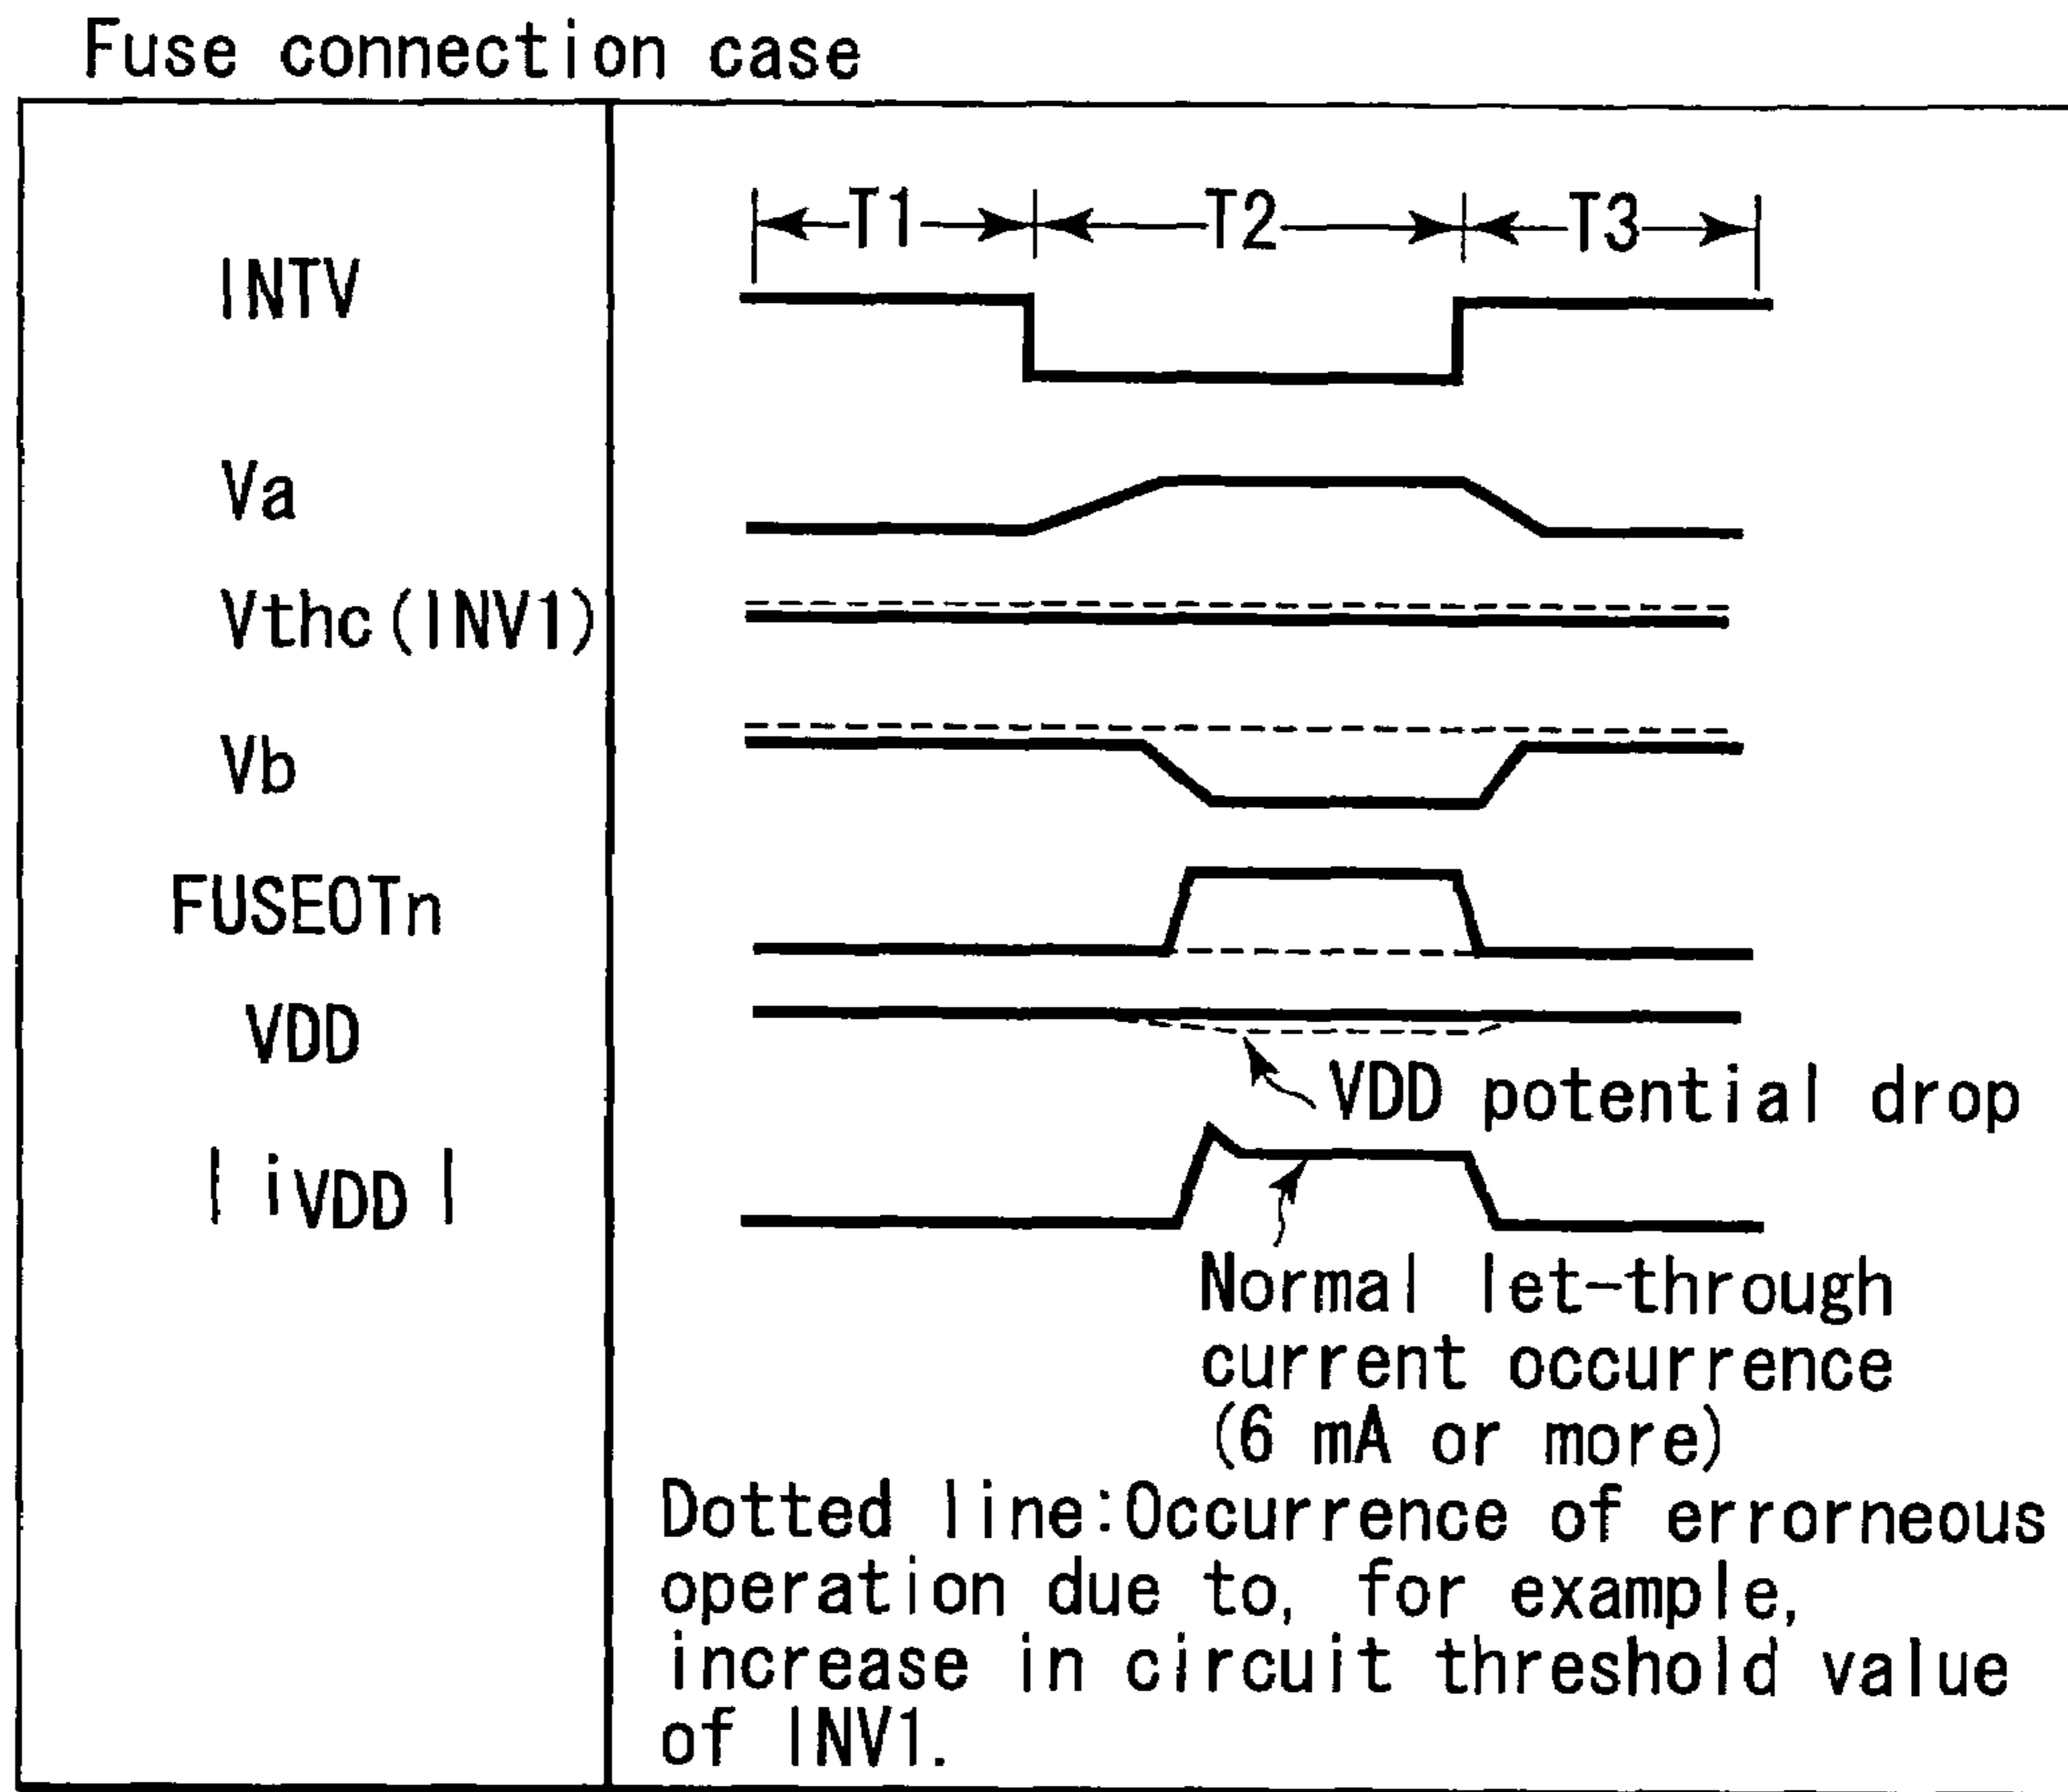 Fuse connection case
T1 T2 T3
INTV
Va
Vthc(INV1)
Vb
FUSEOTn
VDD
VDD potential drop
| iVDD |
Normal let-through
current occurrence
(6 mA or more)
Dotted line:Occurrence of errorneous
operation due to, for example,
increase in circuit threshold value
of INV1.